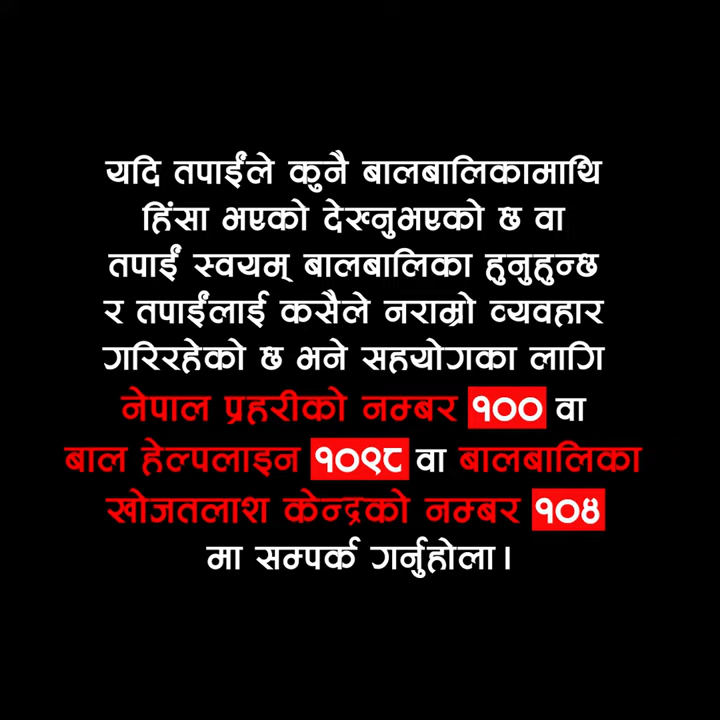 यदि तपाईंले कुनै बालबालिकामाथि
हिंसा भएको देख्नुभएको छ वा
तपाईं स्वयम् बालबालिका हुनुहुन्छ
र तपाईंलाई कसैले नराम्रो व्यवहार
गरिरहेको छ भने सहयोगका लागि
नेपाल प्रहरीको नम्बर १०० वा
बाल हेल्पलाइन १०९८ वा बालबालिका
खोजतलाश केन्द्रको नम्बर १०४
मा सम्पर्क गर्नुहोला।